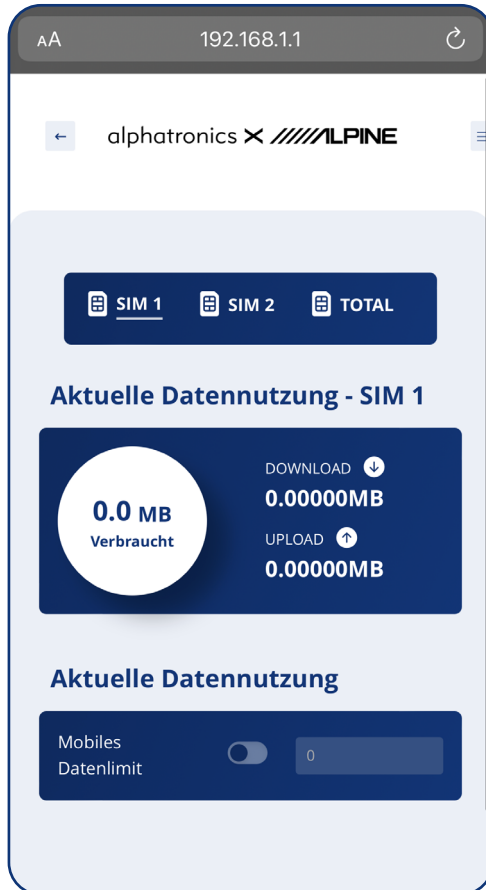 AA 192.168.1.1
alphatronics X ALPINE
SIM 1 SIM 2 TOTAL
Aktuelle Datennutzung - SIM 1
0.0 MB
Verbraucht
DOWNLOAD
0.00000MB
UPLOAD
0.00000MB
Aktuelle Datennutzung
Mobiles
Datenlimit
0